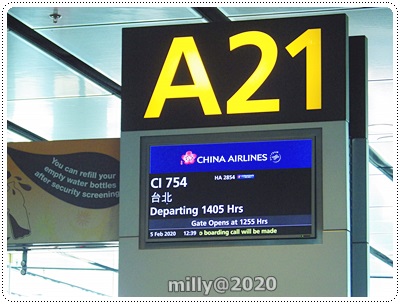 A21
CHINA AIRLINES
CI 754
HA 2854
台北
Departing 1405 Hrs
Gate Opens at 1255 Hrs
5 Feb 2020
12:39
o boarding call will be made
You can refill your
empty water bottles
after security screening
milly@2020